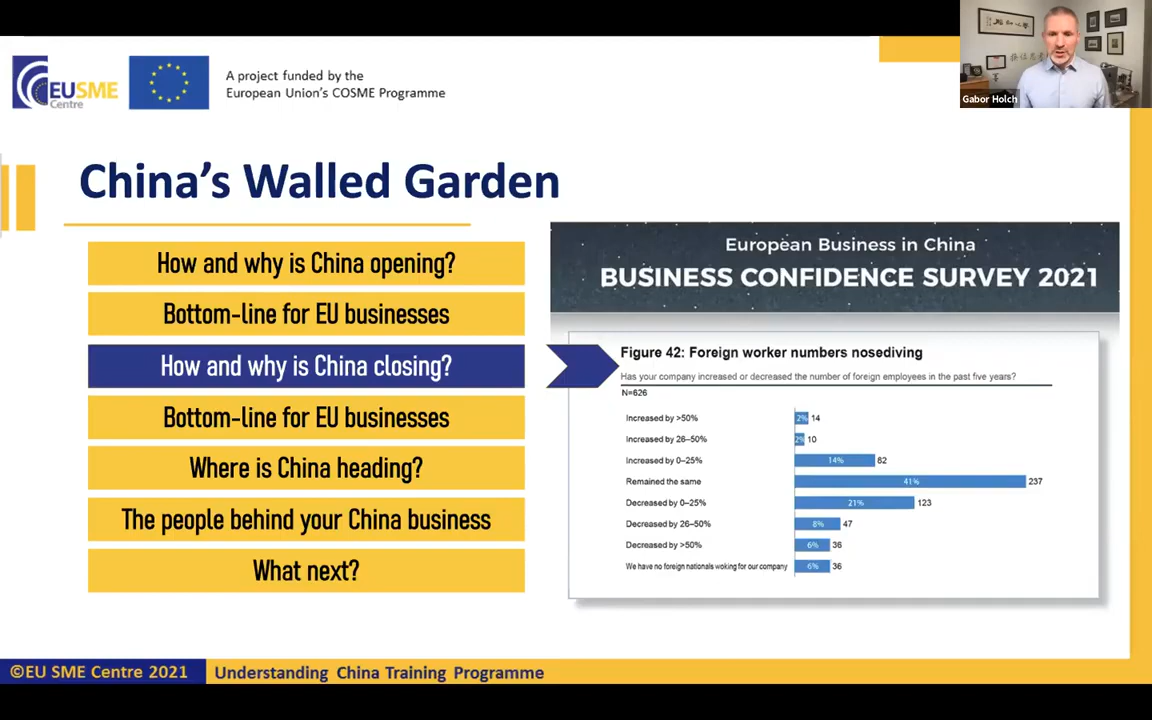 EUSME
Centre
A project funded by the
European Union's COSME Programme
Gabor Holch
China's Walled Garden
How and why is China opening?
Bottom-line for EU businesses
How and why is China closing?
Bottom-line for EU businesses
Where is China heading?
The people behind your China business
What next?
European Business in China
BUSINESS CONFIDENCE SURVEY 2021
Figure 42: Foreign worker numbers nosediving
Has your company increased or decreased the number of foreign employees in the past five years?
N=626
Increased by >50% 2% 14
Increased by 26–50% 2% 10
Increased by 0–25% 14% 82
Remained the same 41% 237
Decreased by 0–25% 21% 123
Decreased by 26–50% 8% 47
Decreased by >50% 6% 36
We have no foreign nationals woking for our company 6% 36
©EU SME Centre 2021
Understanding China Training Programme